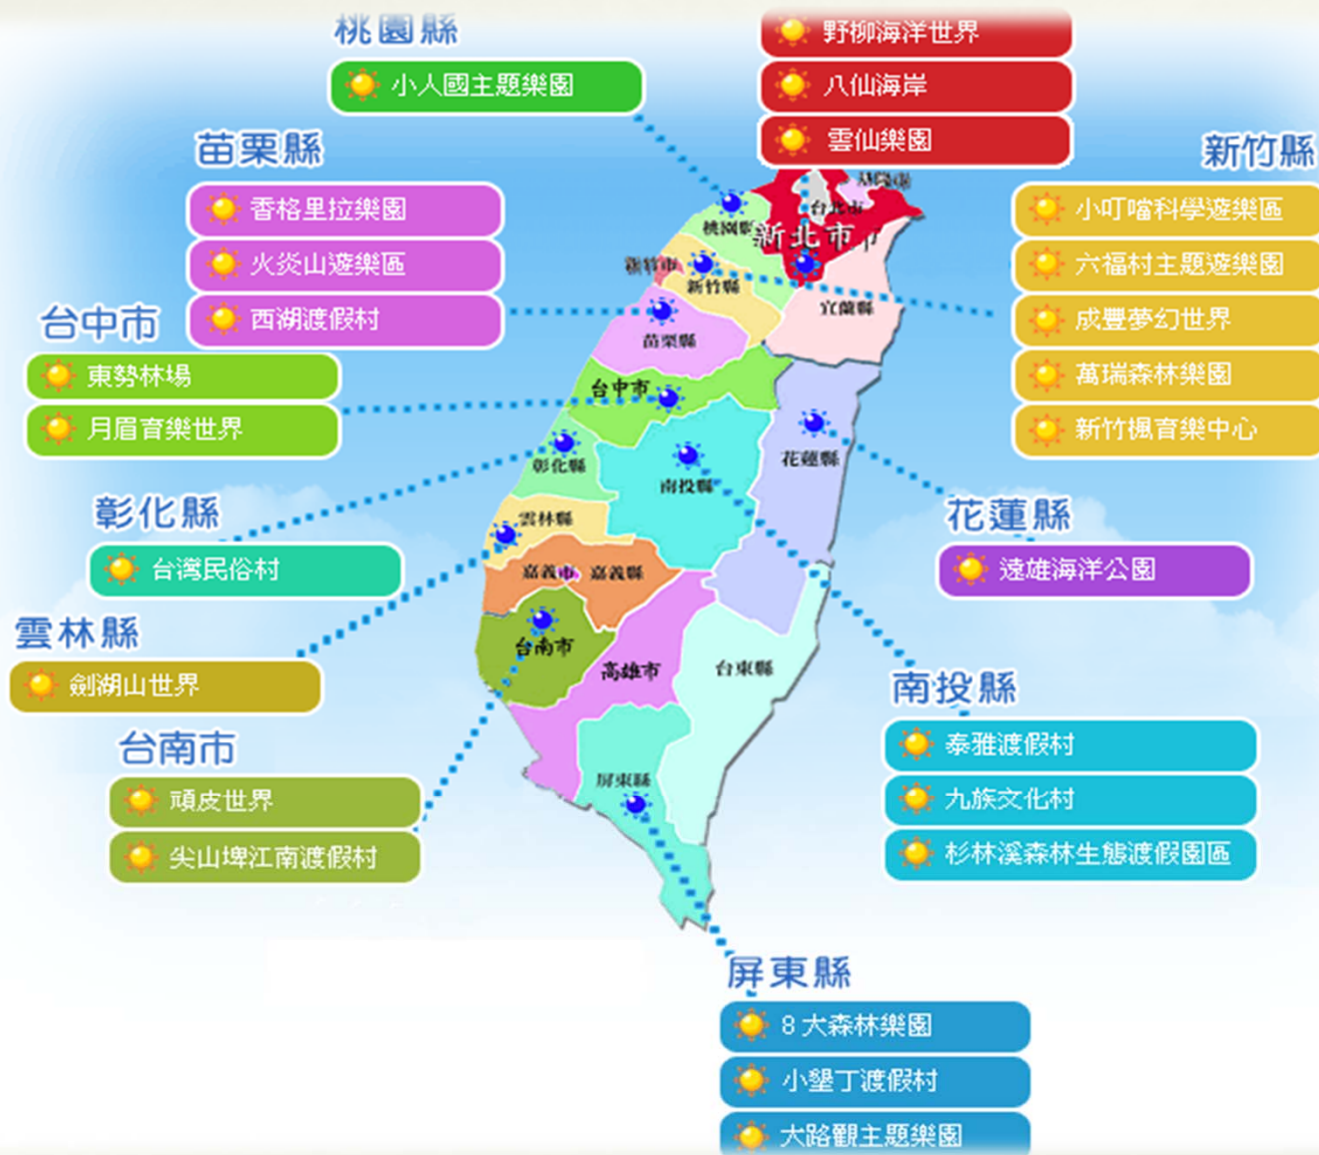 桃園縣
小人國主題樂園
野柳海洋世界
八仙海岸
雲仙樂園
苗栗縣
香格里拉樂園
火炎山遊樂區
西湖渡假村
新竹縣
小叮噹科學遊樂區
六福村主題遊樂園
成豐夢幻世界
萬瑞森林樂園
新竹楓育樂中心
台中市
東勢林場
月眉育樂世界
彰化縣
台灣民俗村
雲林縣
劍湖山世界
台南市
頑皮世界
尖山埤江南渡假村
花蓮縣
遠雄海洋公園
南投縣
泰雅渡假村
九族文化村
杉林溪森林生態渡假園區
屏東縣
8大森林樂園
小墾丁渡假村
大路觀主題樂園
基隆市
台北市
桃園縣
新北市
新竹市
新竹縣
宜蘭縣
苗栗縣
台中市
花蓮縣
彰化縣
南投縣
雲林縣
嘉義市
嘉義縣
台南市
高雄市
台東縣
屏東縣